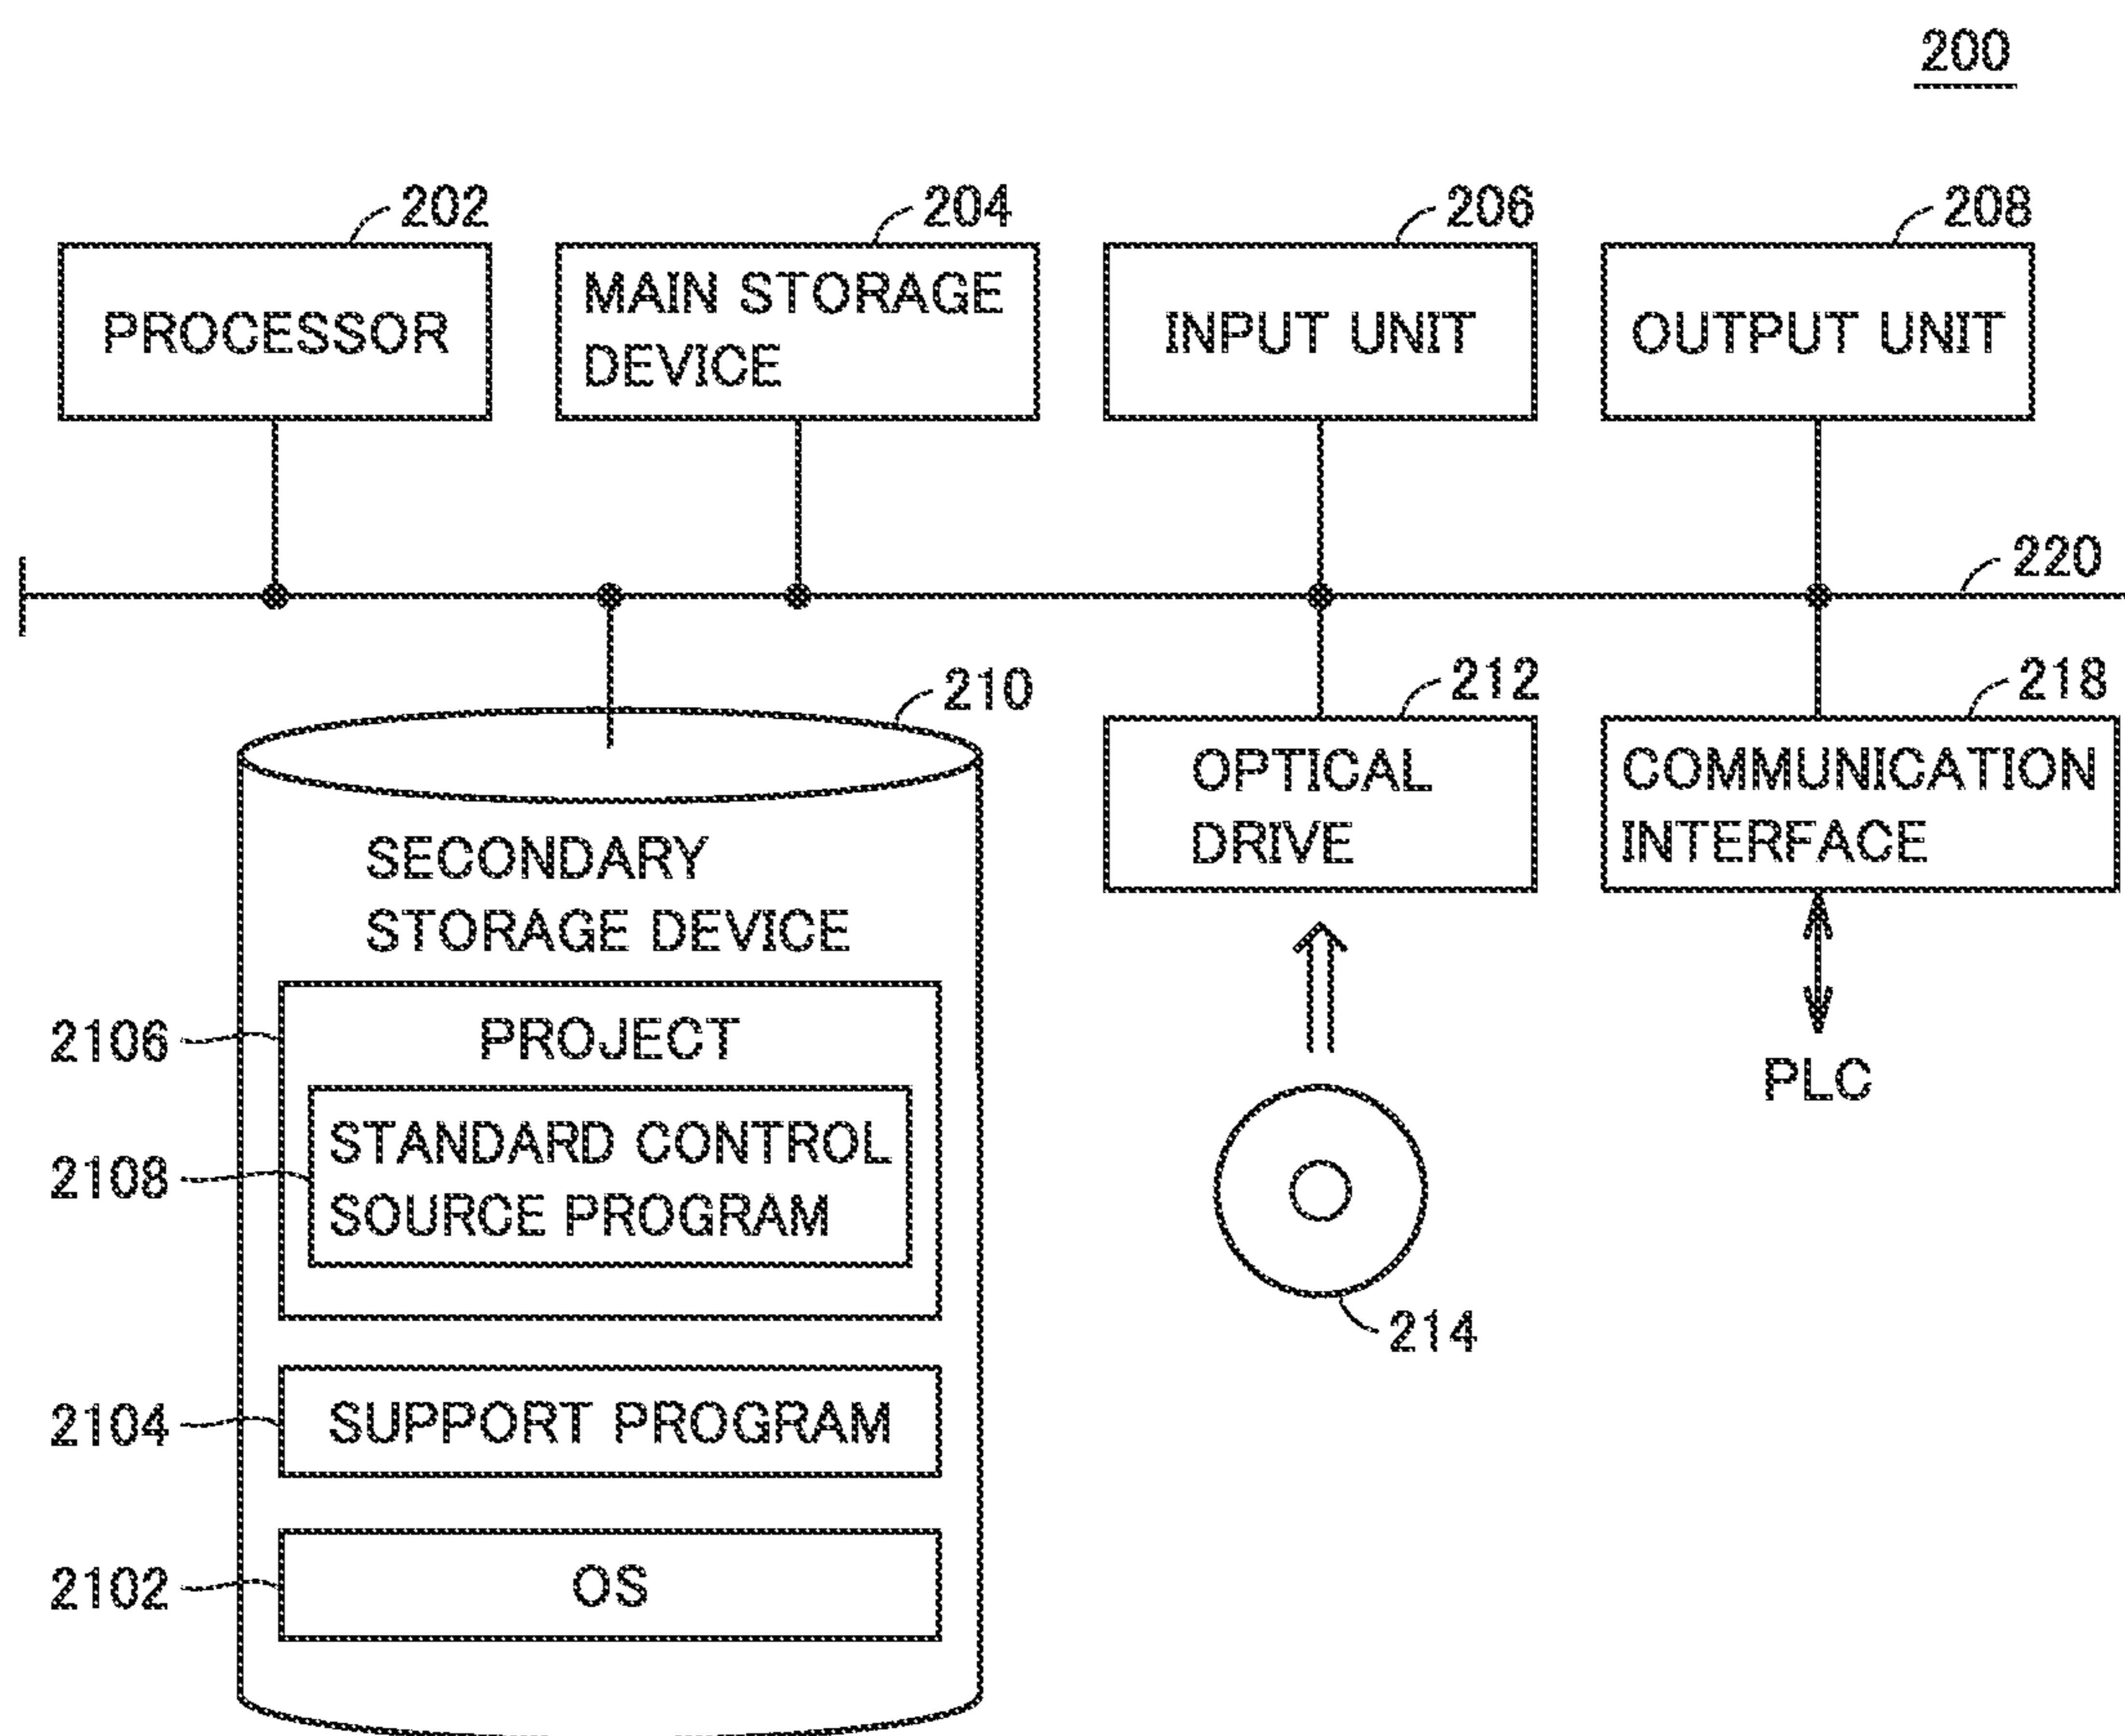 200
202
204
206
208
PROCESSOR
MAIN STORAGE
DEVICE
INPUT UNIT
OUTPUT UNIT
220
210
212
218
SECONDARY
STORAGE DEVICE
OPTICAL
DRIVE
COMMUNICATION
INTERFACE
2106
PROJECT
PLC
2108
STANDARD CONTROL
SOURCE PROGRAM
214
2104
SUPPORT PROGRAM
2102
OS